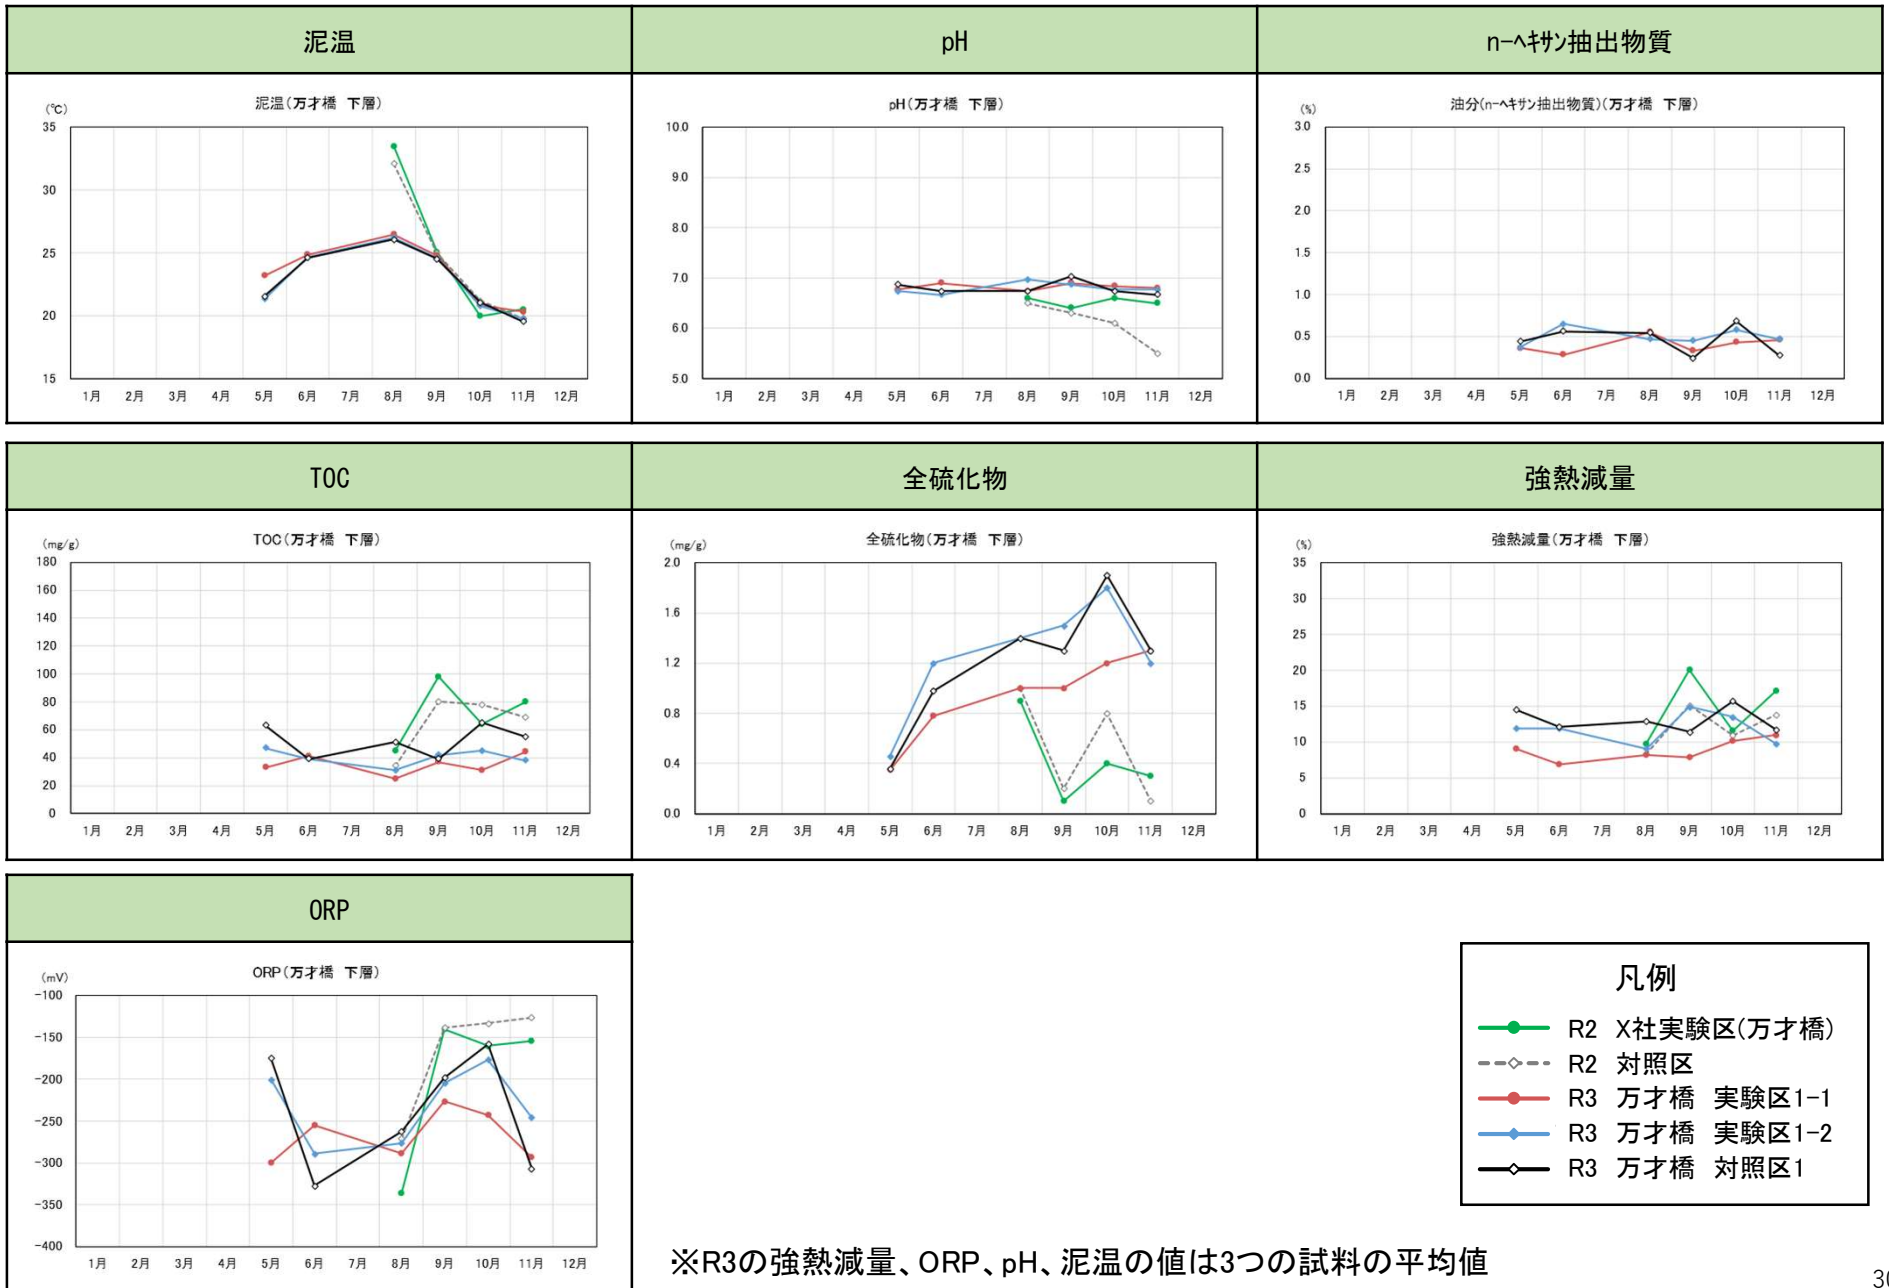 泥温
pH
n-ヘキサン抽出物質
泥温(万才橋 下層)
(℃)
35
30
25
20
15
1月 2月 3月 4月 5月 6月 7月 8月 9月 10月 11月 12月
pH(万才橋 下層)
10.0
9.0
8.0
7.0
6.0
5.0
1月 2月 3月 4月 5月 6月 7月 8月 9月 10月 11月 12月
油分(n-ヘキサン抽出物質)(万才橋 下層)
(%)
3.0
2.5
2.0
1.5
1.0
0.5
0.0
1月 2月 3月 4月 5月 6月 7月 8月 9月 10月 11月 12月
TOC
全硫化物
強熱減量
TOC(万才橋 下層)
(mg/g)
180
160
140
120
100
80
60
40
20
0
1月 2月 3月 4月 5月 6月 7月 8月 9月 10月 11月 12月
全硫化物(万才橋 下層)
(mg/g)
2.0
1.6
1.2
0.8
0.4
0.0
1月 2月 3月 4月 5月 6月 7月 8月 9月 10月 11月 12月
強熱減量(万才橋 下層)
(%)
35
30
25
20
15
10
5
0
1月 2月 3月 4月 5月 6月 7月 8月 9月 10月 11月 12月
ORP
ORP(万才橋 下層)
(mV)
-100
-150
-200
-250
-300
-350
-400
1月 2月 3月 4月 5月 6月 7月 8月 9月 10月 11月 12月
凡例
R2 X社実験区(万才橋)
R2 対照区
R3 万才橋 実験区1-1
R3 万才橋 実験区1-2
R3 万才橋 対照区1
※R3の強熱減量、ORP、pH、泥温の値は3つの試料の平均値